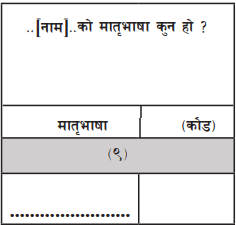 ..[नाम]..को मातृभाषा कुन हो ?
मातृभाषा (कोड)
(९)
........................